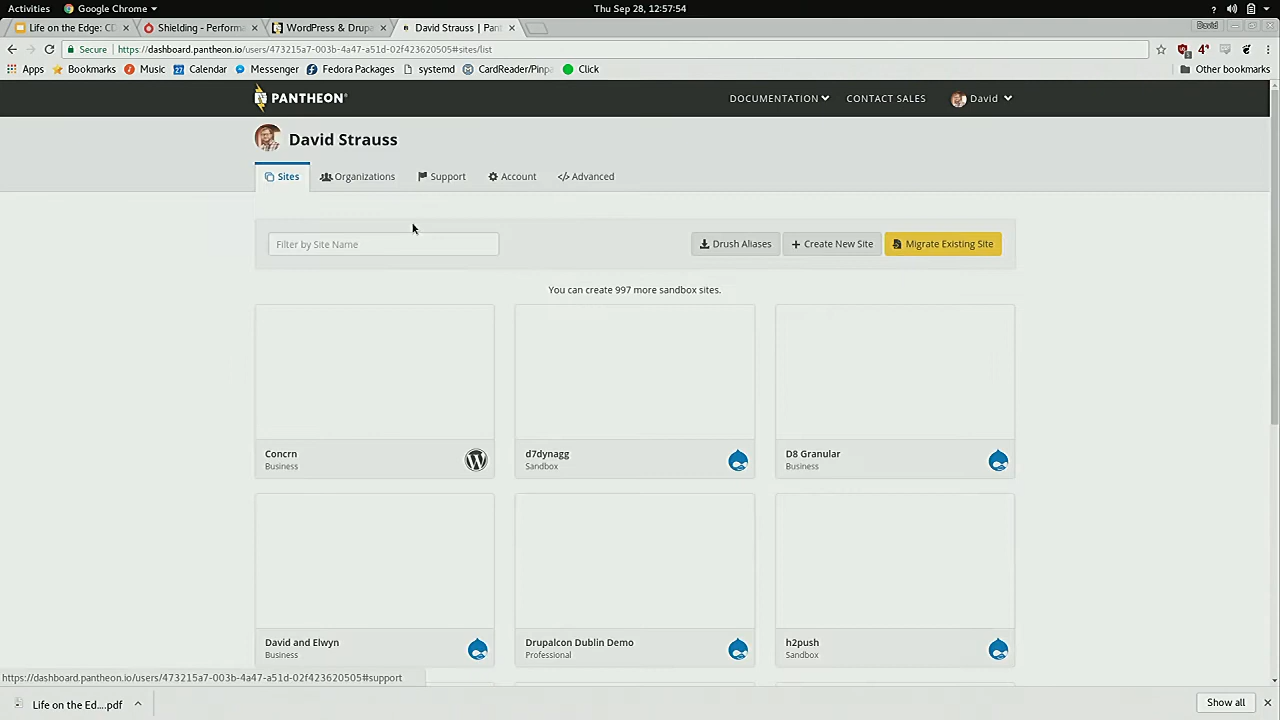 Activities Google Chrome Thu Sep 28, 12:57:54
Life on the Edge: CD Shielding - Performa WordPress & Drupa David Strauss | Pant David
Secure https://dashboard.pantheon.io/users/473215a7-003b-4a47-a51d-02f423620505#sites/list
Apps Bookmarks Music 27 Calendar Messenger Fedora Packages systemd CardReader/Pinpa Click Other bookmarks
PANTHEON DOCUMENTATION CONTACT SALES David
David Strauss
Sites Organizations Support Account Advanced
Filter by Site Name Drush Aliases Create New Site Migrate Existing Site
You can create 997 more sandbox sites.
Concrn d7dynagg D8 Granular
Business Sandbox Business
David and Elwyn Drupalcon Dublin Demo h2push
Business Professional Sandbox
https://dashboard.pantheon.io/users/473215a7-003b-4a47-a51d-02f423620505#support
Life on the Ed....pdf Show all